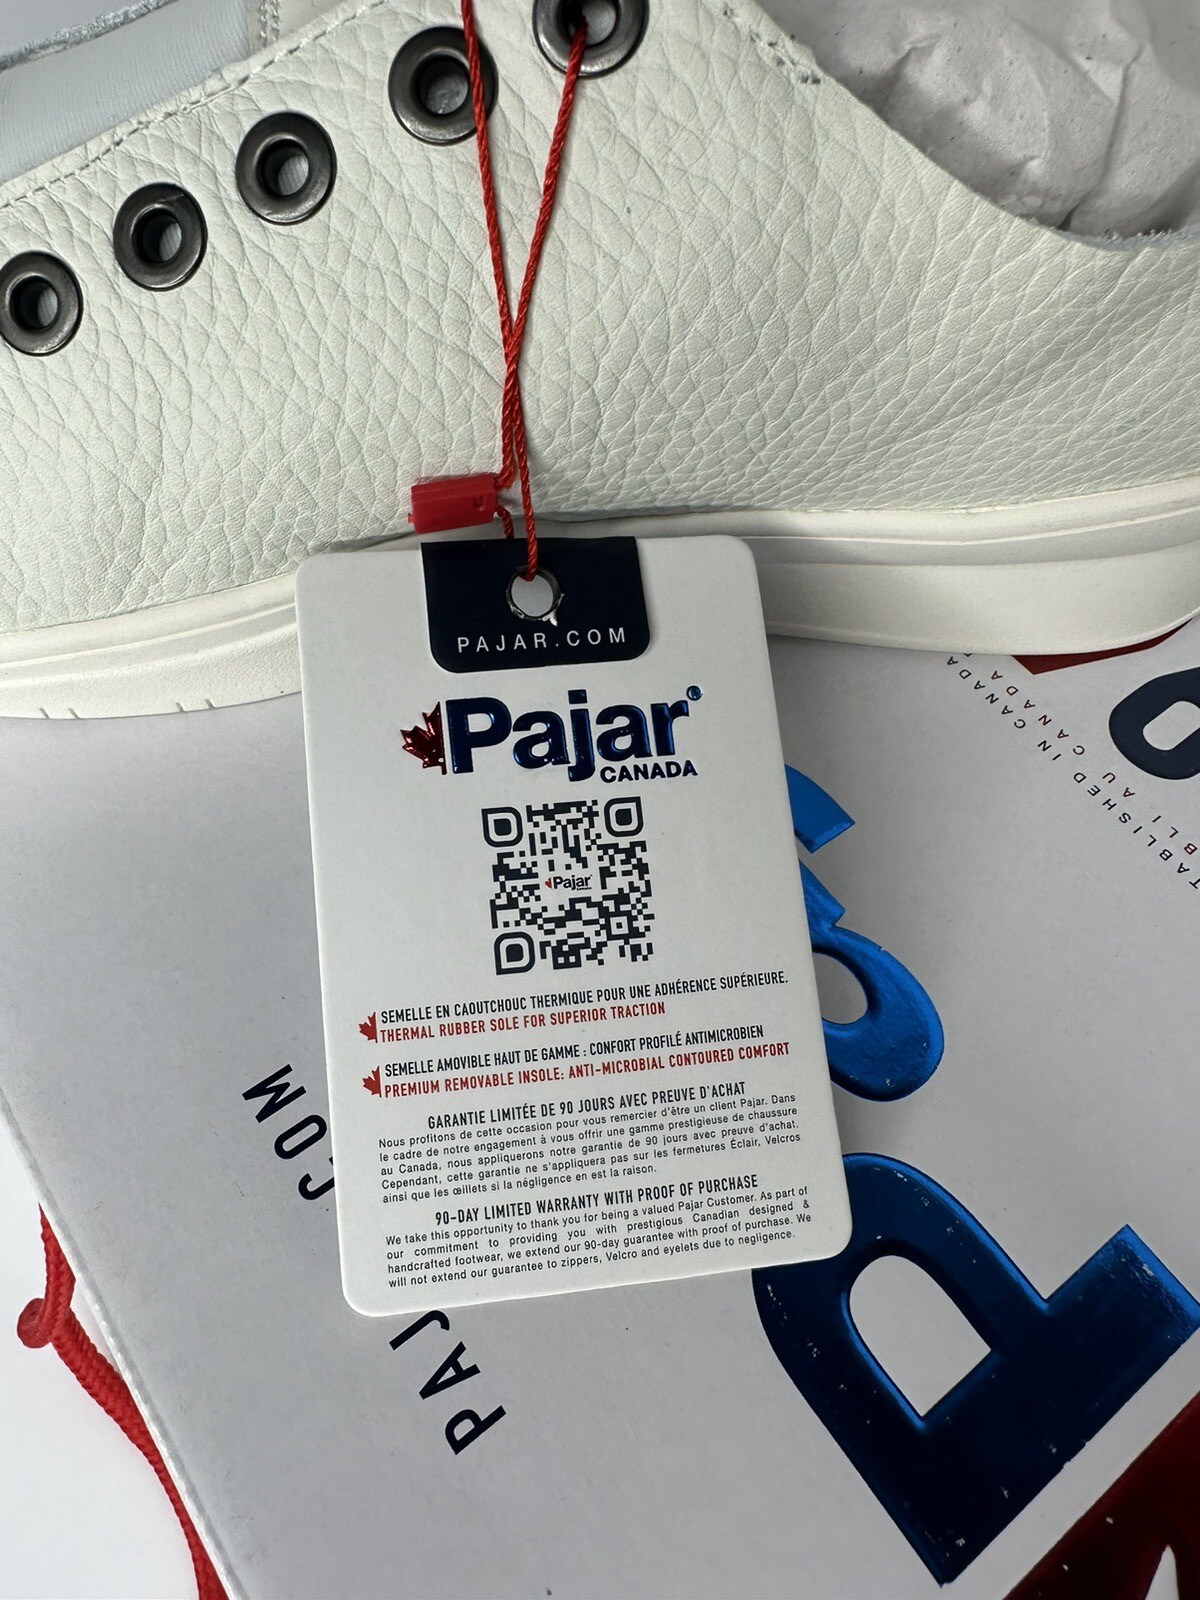 PAJAR.COM
Pajar
CANADA
Pajar
SEMELLE EN CAOUTCHOUC THERMIQUE POUR UNE ADHÉRENCE SUPÉRIEURE.
THERMAL RUBBER SOLE FOR SUPERIOR TRACTION
SEMELLE AMOVIBLE HAUT DE GAMME : CONFORT PROFILÉ ANTIMICROBIEN
PREMIUM REMOVABLE INSOLE: ANTI-MICROBIAL CONTOURED COMFORT
GARANTIE LIMITÉE DE 90 JOURS AVEC PREUVE D'ACHAT
Nous profitons de cette occasion pour vous remercier d'être un client Pajar. Dans
le cadre de notre engagement à vous offrir une gamme prestigieuse de chaussure
au Canada, nous appliquerons notre garantie de 90 jours avec preuve d'achat.
Cependant, cette garantie ne s'appliquera pas sur les fermetures Éclair, Velcros
ainsi que les œillets si la négligence en est la raison.
90-DAY LIMITED WARRANTY WITH PROOF OF PURCHASE
We take this opportunity to thank you for being a valued Pajar Customer. As part of
our commitment to providing you with prestigious Canadian designed &
handcrafted footwear, we extend our 90-day guarantee with proof of purchase. We
will not extend our guarantee to zippers, Velcro and eyelets due to negligence.
PAJ
COM
TABLISHED IN CANADA
BLI AU CANADA